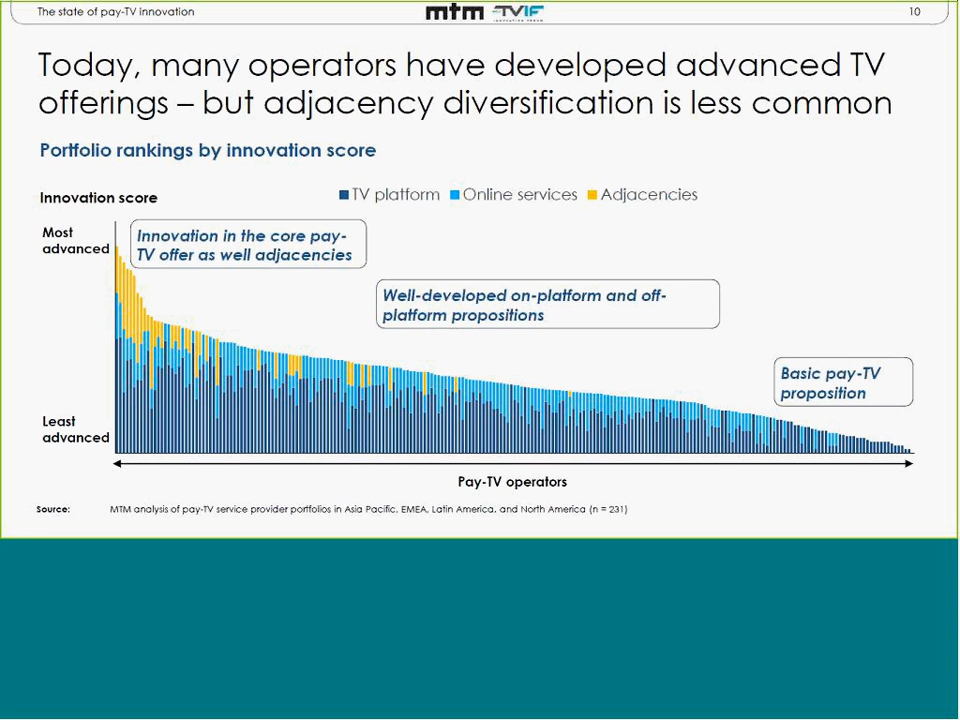 The state of pay-TV innovation
mtm TVIF
10
Today, many operators have developed advanced TV
offerings – but adjacency diversification is less common
Portfolio rankings by innovation score
Innovation score
TV platform Online services Adjacencies
Most
advanced
Innovation in the core pay-
TV offer as well adjacencies
Well-developed on-platform and off-
platform propositions
Basic pay-TV
proposition
Least
advanced
Pay-TV operators
Source: MTM analysis of pay-TV service provider portfolios in Asia Pacific, EMEA, Latin America, and North America (n = 231)